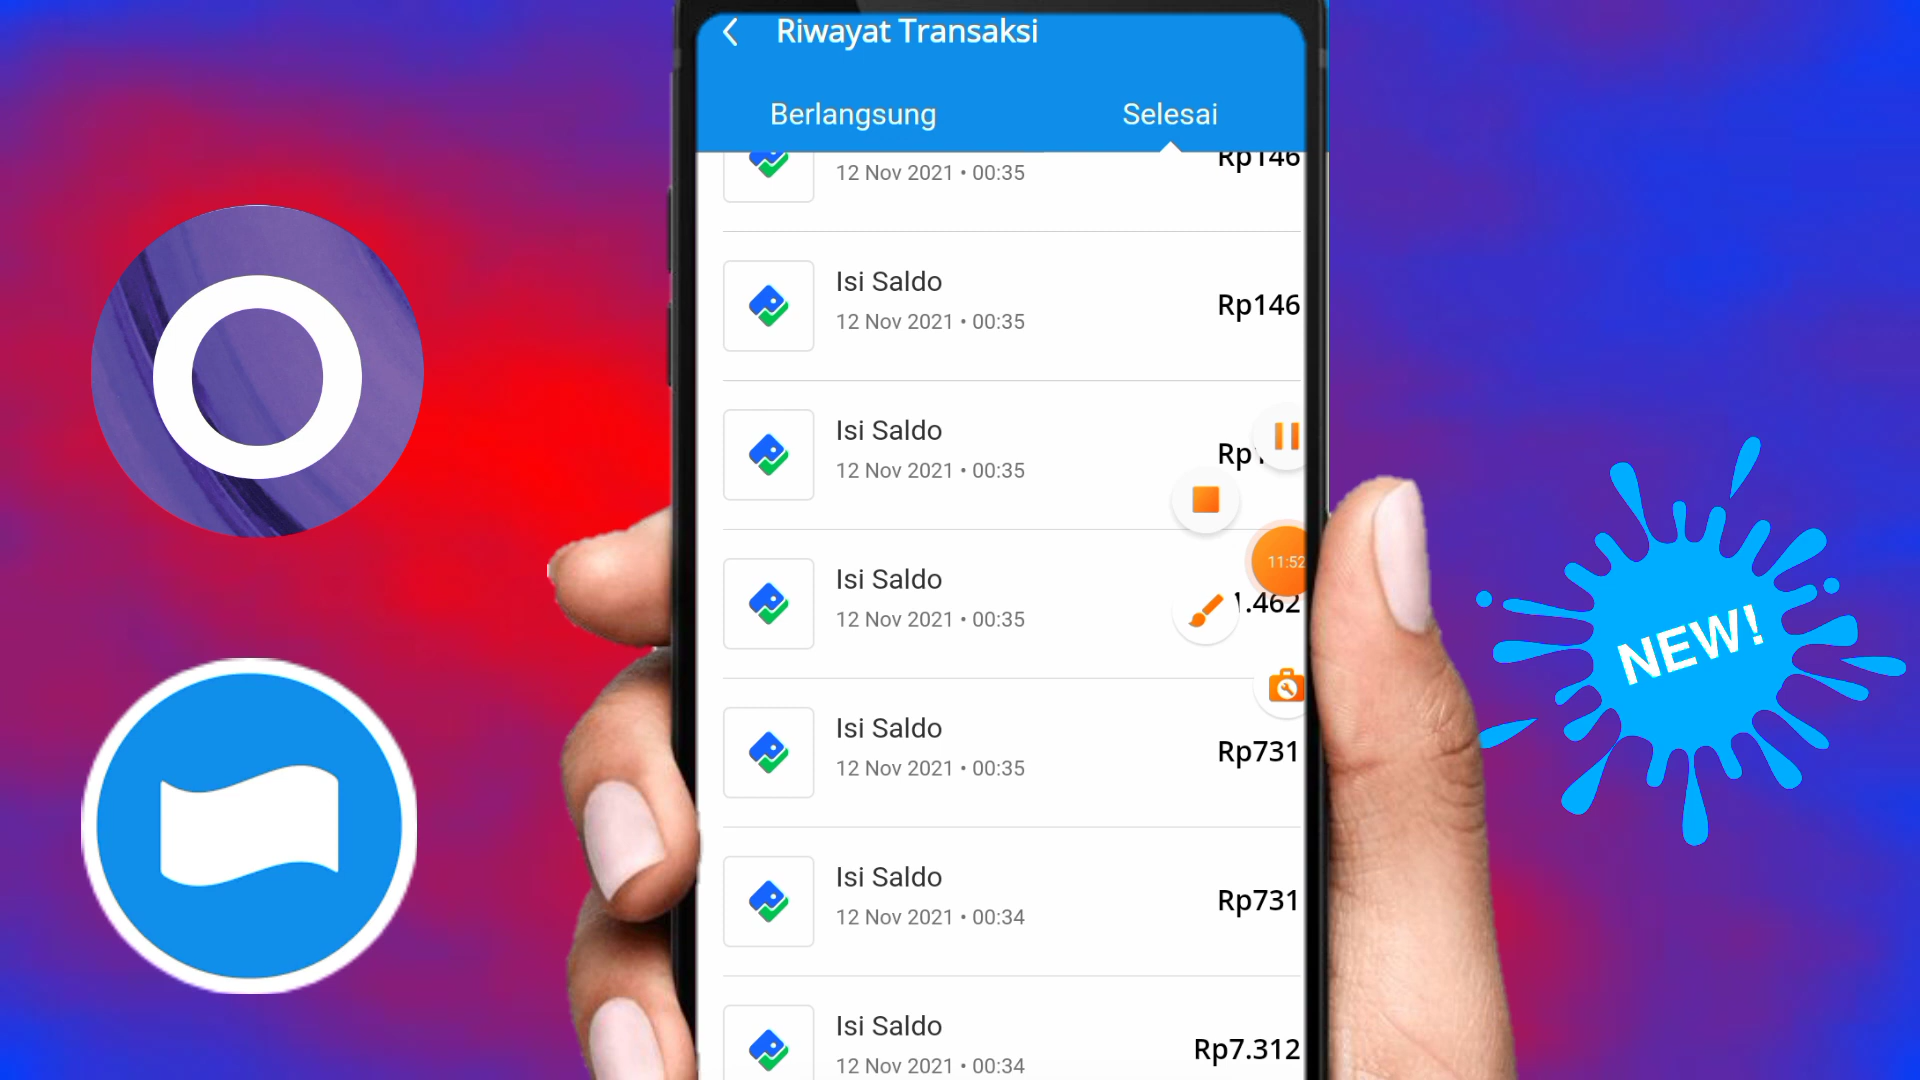 Riwayat Transaksi
Berlangsung
Selesai
12 Nov 2021 • 00:35
Rp146
Isi Saldo
12 Nov 2021 • 00:35
Rp146
Isi Saldo
12 Nov 2021 • 00:35
Isi Saldo
12 Nov 2021 • 00:35
11:52
1.462
Isi Saldo
12 Nov 2021 • 00:35
Rp731
Isi Saldo
12 Nov 2021 • 00:34
Rp731
Isi Saldo
12 Nov 2021 • 00:34
Rp7.312
NEW!